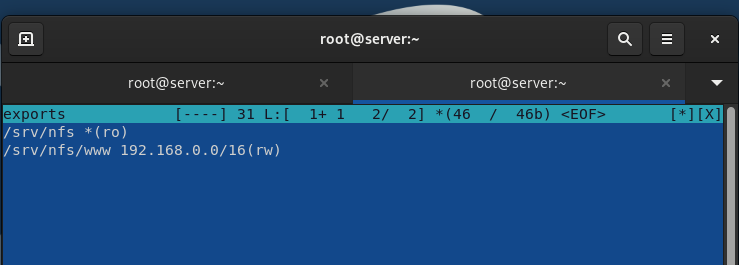 root@server:~
root@server:~ × root@server:~ ×
exports [----] 31 L:[ 1+ 1 2/ 2] *(46 / 46b) <EOF> [*][X]
/srv/nfs *(ro)
/srv/nfs/www 192.168.0.0/16(rw)